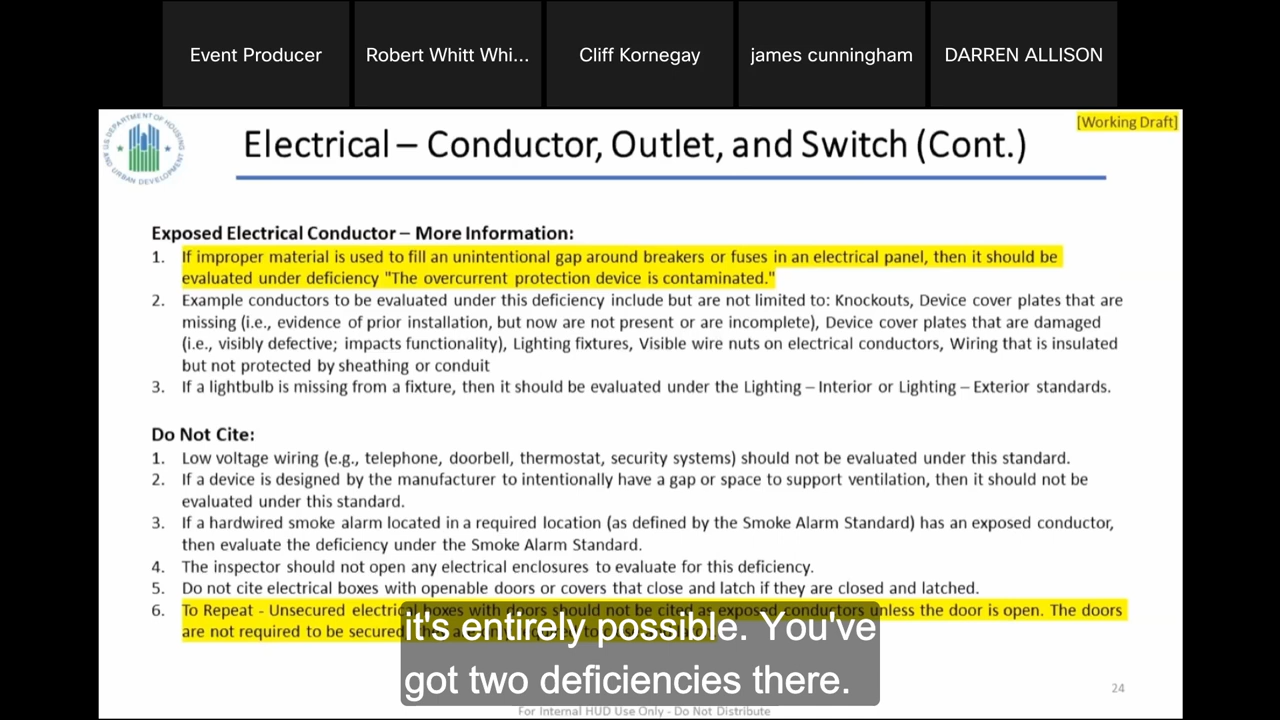 Event Producer
Robert Whitt Whi...
Cliff Kornegay
james cunningham
DARREN ALLISON
U.S. DEPARTMENT OF HOUSING
AND URBAN DEVELOPMENT
[Working Draft]
Electrical – Conductor, Outlet, and Switch (Cont.)
Exposed Electrical Conductor – More Information:
1. If improper material is used to fill an unintentional gap around breakers or fuses in an electrical panel, then it should be
evaluated under deficiency "The overcurrent protection device is contaminated."
2. Example conductors to be evaluated under this deficiency include but are not limited to: Knockouts, Device cover plates that are
missing (i.e., evidence of prior installation, but now are not present or are incomplete), Device cover plates that are damaged
(i.e., visibly defective; impacts functionality), Lighting fixtures, Visible wire nuts on electrical conductors, Wiring that is insulated
but not protected by sheathing or conduit
3. If a lightbulb is missing from a fixture, then it should be evaluated under the Lighting – Interior or Lighting – Exterior standards.
Do Not Cite:
1. Low voltage wiring (e.g., telephone, doorbell, thermostat, security systems) should not be evaluated under this standard.
2. If a device is designed by the manufacturer to intentionally have a gap or space to support ventilation, then it should not be
evaluated under this standard.
3. If a hardwired smoke alarm located in a required location (as defined by the Smoke Alarm Standard) has an exposed conductor,
then evaluate the deficiency under the Smoke Alarm Standard.
4. The inspector should not open any electrical enclosures to evaluate for this deficiency.
5. Do not cite electrical boxes with openable doors or covers that close and latch if they are closed and latched.
6. To Repeat - Unsecured electrical boxes with doors should not be cited as exposed conductors unless the door is open. The doors
are not required to be secured
it's entirely possible. You've
got two deficiencies there.
24
For Internal HUD Use Only - Do Not Distribute